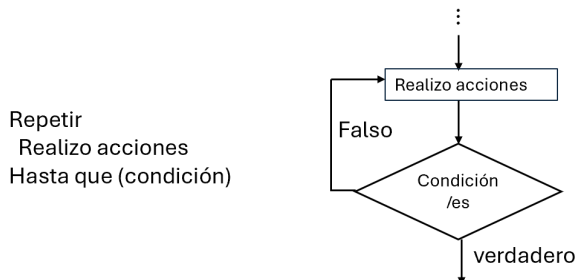 Repetir
Realizo acciones
Hasta que (condición)
⋮
Realizo acciones
Falso
Condición
/es
verdadero